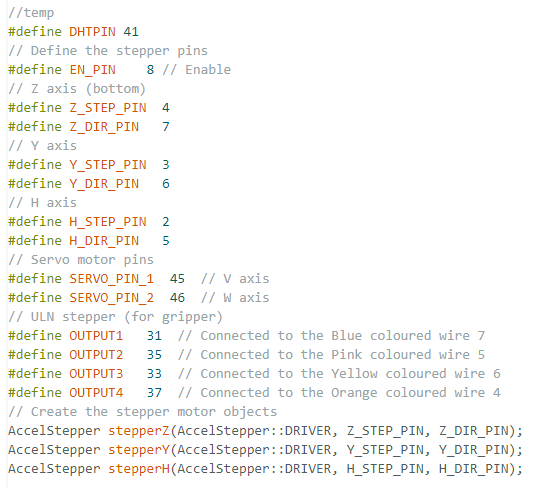 //temp
#define DHTPIN 41
// Define the stepper pins
#define EN_PIN    8 // Enable
// Z axis (bottom)
#define Z_STEP_PIN  4
#define Z_DIR_PIN   7
// Y axis
#define Y_STEP_PIN  3
#define Y_DIR_PIN   6
// H axis
#define H_STEP_PIN  2
#define H_DIR_PIN   5
// Servo motor pins
#define SERVO_PIN_1  45  // V axis
#define SERVO_PIN_2  46  // W axis
// ULN stepper (for gripper)
#define OUTPUT1   31  // Connected to the Blue coloured wire 7
#define OUTPUT2   35  // Connected to the Pink coloured wire 5
#define OUTPUT3   33  // Connected to the Yellow coloured wire 6
#define OUTPUT4   37  // Connected to the Orange coloured wire 4
// Create the stepper motor objects
AccelStepper stepperZ(AccelStepper::DRIVER, Z_STEP_PIN, Z_DIR_PIN);
AccelStepper stepperY(AccelStepper::DRIVER, Y_STEP_PIN, Y_DIR_PIN);
AccelStepper stepperH(AccelStepper::DRIVER, H_STEP_PIN, H_DIR_PIN);